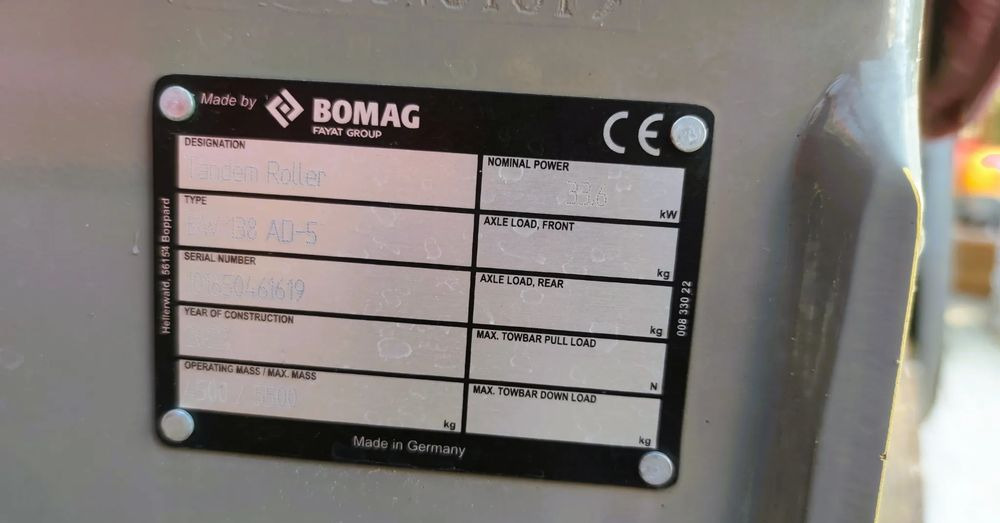 Made by BOMAG
FAYAT GROUP
CE
DESIGNATION
Tandem Roller
TYPE
BW 138 AD-5
SERIAL NUMBER
101650461619
YEAR OF CONSTRUCTION
OPERATING MASS / MAX. MASS
4500 /
kg
NOMINAL POWER
33.6
kW
AXLE LOAD, FRONT
kg
AXLE LOAD, REAR
kg
MAX. TOWBAR PULL LOAD
N
MAX. TOWBAR DOWN LOAD
kg
Made in Germany
Hellerwald, 56154 Boppard
008 330 22